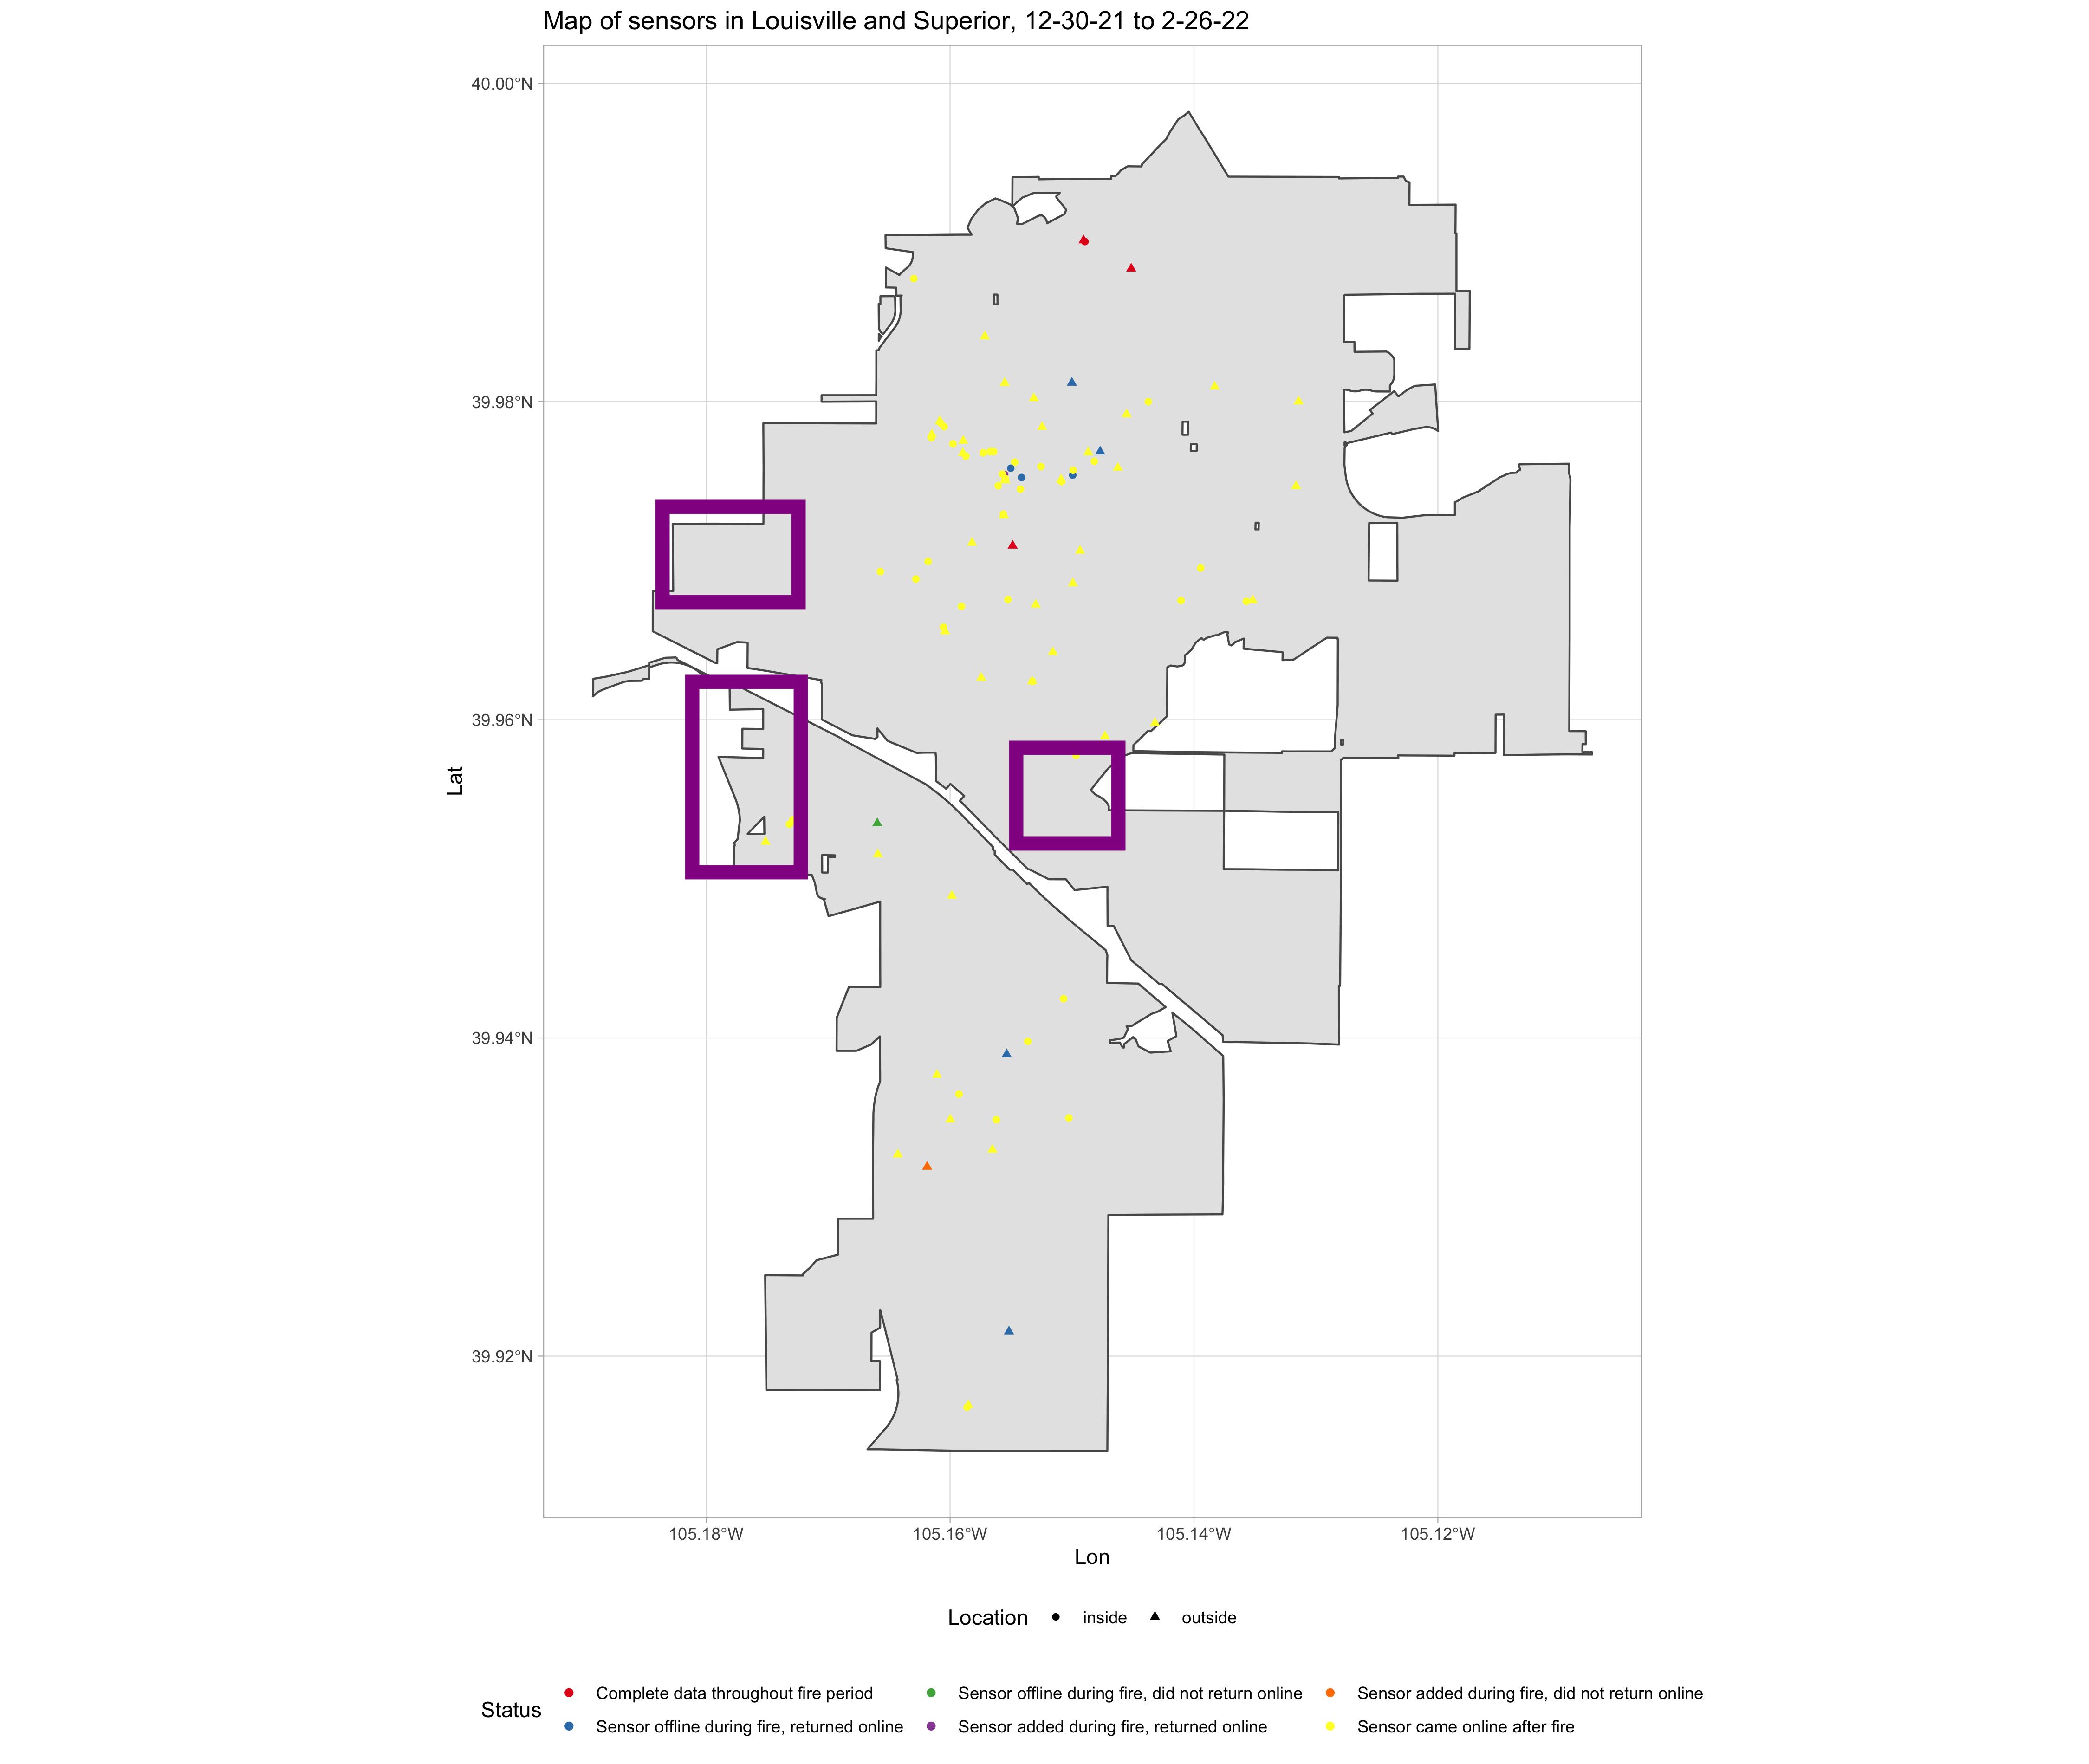 Map of sensors in Louisville and Superior, 12-30-21 to 2-26-22
40.00°N
39.98°N
39.96°N
39.94°N
39.92°N
Lat
105.18°W 105.16°W 105.14°W 105.12°W
Lon
Location inside outside
Status
Complete data throughout fire period Sensor offline during fire, did not return online Sensor added during fire, did not return online
Sensor offline during fire, returned online Sensor added during fire, returned online Sensor came online after fire